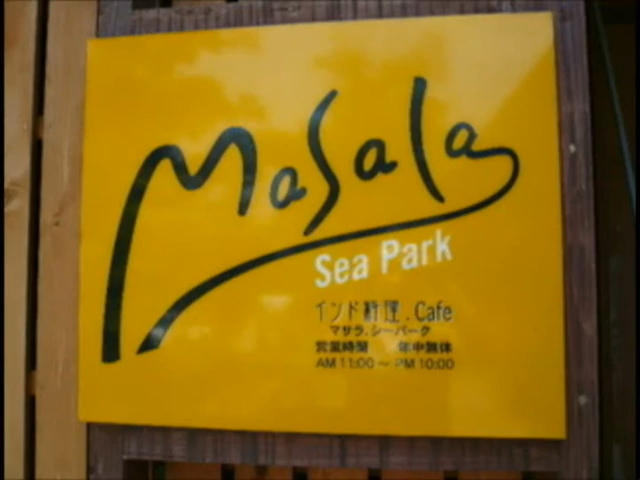 Masala
Sea Park
インド料理.Cafe
マサラ.シーパーク
営業時間 年中無休
AM 11:00～PM 10:00